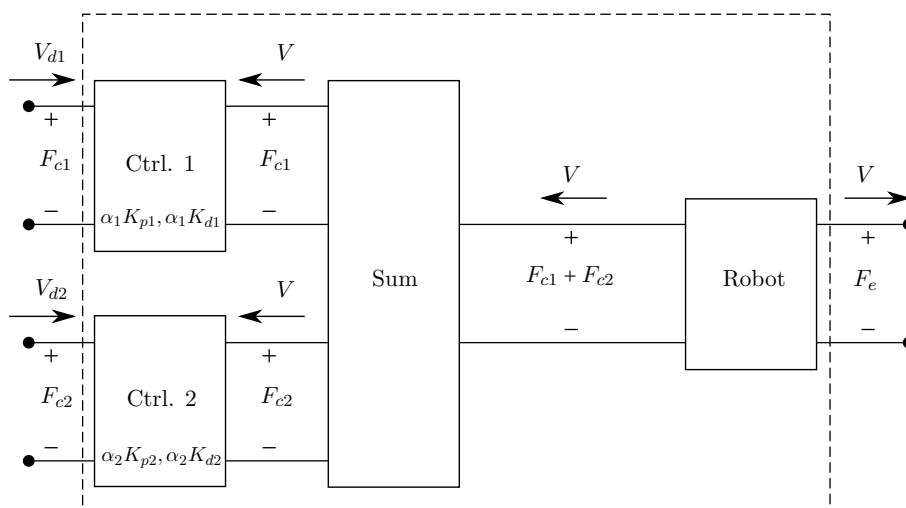 V_{d1}
V
+
+
F_{c1}
Ctrl. 1
F_{c1}
−
α_1K_{p1}, α_1K_{d1}
−
V
V
+
+
Sum
F_{c1} + F_{c2}
Robot
F_e
−
−
V_{d2}
V
+
+
F_{c2}
Ctrl. 2
F_{c2}
−
α_2K_{p2}, α_2K_{d2}
−